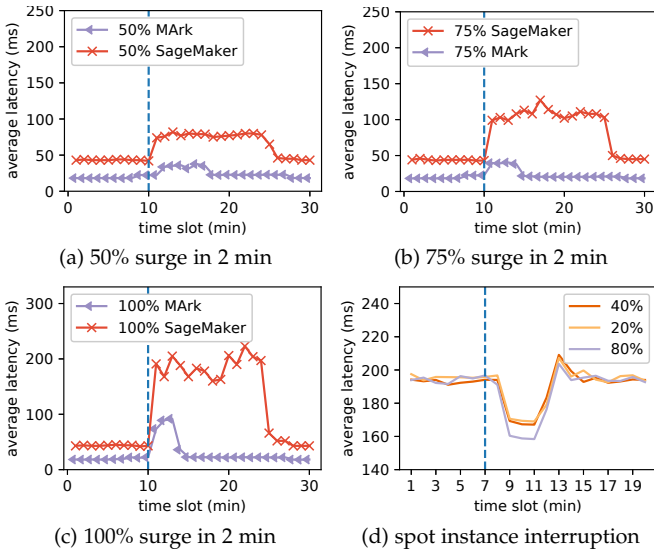 250
200
150
100
50
0
average latency (ms)
50% MArk
50% SageMaker
0 10 20 30
time slot (min)
(a) 50% surge in 2 min
250
200
150
100
50
0
average latency (ms)
75% SageMaker
75% MArk
0 10 20 30
time slot (min)
(b) 75% surge in 2 min
300
200
100
0
average latency (ms)
100% MArk
100% SageMaker
0 10 20 30
time slot (min)
(c) 100% surge in 2 min
240
220
200
180
160
140
average latency (ms)
40%
20%
80%
1 3 5 7 9 11 13 15 17 19
time slot (min)
(d) spot instance interruption